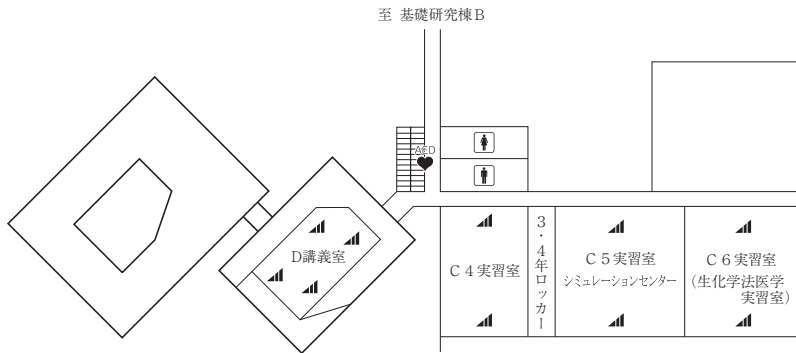 至 基礎研究棟B
AED
D講義室
C4実習室
3・4年ロッカー
C5実習室
シミュレーションセンター
C6実習室
(生化学法医学
実習室)